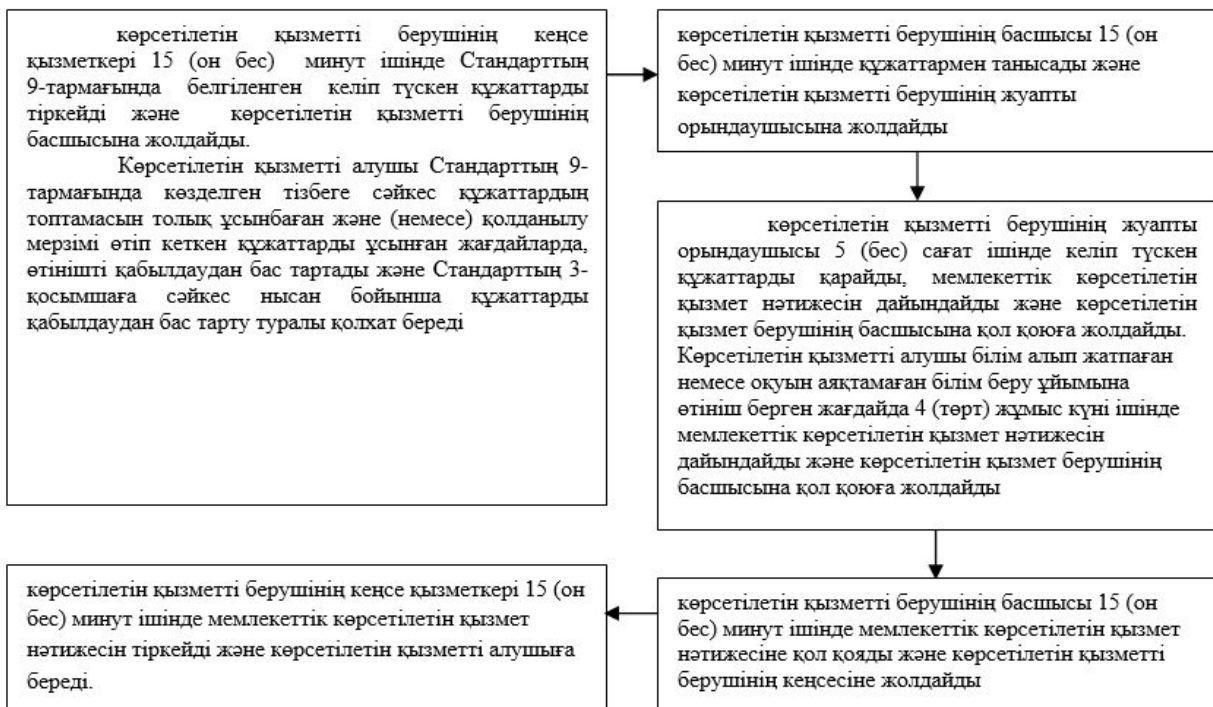 көрсетілетін қызметті берушінің кеңсе
қызметкері 15 (он бес) минут ішінде Стандарттың
9-тармағында белгіленген келіп түскен құжаттарды
тіркейді және көрсетілетін қызметті берушінің
басшысына жолдайды.
Көрсетілетін қызметті алушы Стандарттың 9-
тармағында көзделген тізбеге сәйкес құжаттардың
топтамасын толық ұсынбаған және (немесе) қолданылу
мерзімі өтіп кеткен құжаттарды ұсынған жағдайларда,
өтінішті қабылдаудан бас тартады және Стандарттың 3-
қосымшаға сәйкес нысан бойынша құжаттарды
қабылдаудан бас тарту туралы қолхат береді
көрсетілетін қызметті берушінің басшысы 15 (он
бес) минут ішінде құжаттармен танысады және
көрсетілетін қызметті берушінің жуапты
орындаушысына жолдайды
көрсетілетін қызметті берушінің жуапты
орындаушысы 5 (бес) сағат ішінде келіп түскен
құжаттарды қарайды, мемлекеттік көрсетілетін
қызмет нәтижесін дайындайды және көрсетілетін
қызмет берушінің басшысына қол қоюға жолдайды.
Көрсетілетін қызметті алушы білім алып жатпаған
немесе оқуын аяқтамаған білім беру ұйымына
өтініш берген жағдайда 4 (төрт) жұмыс күні ішінде
мемлекеттік көрсетілетін қызмет нәтижесін
дайындайды және көрсетілетін қызмет берушінің
басшысына қол қоюға жолдайды
көрсетілетін қызметті берушінің басшысы 15 (он
бес) минут ішінде мемлекеттік көрсетілетін қызмет
нәтижесіне қол қояды және көрсетілетін қызметті
берушінің кеңсесіне жолдайды
көрсетілетін қызметті берушінің кеңсе қызметкері 15 (он
бес) минут ішінде мемлекеттік көрсетілетін қызмет
нәтижесін тіркейді және көрсетілетін қызметті алушыға
береді.